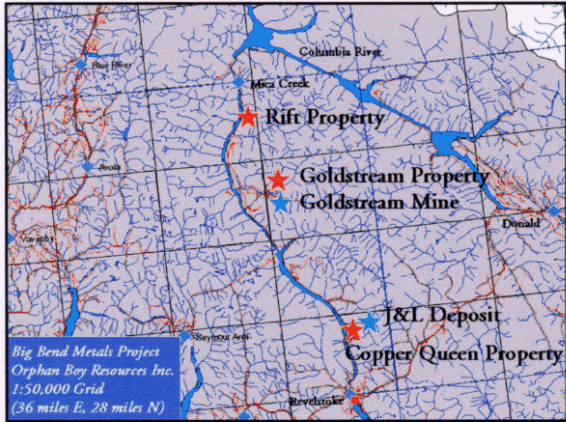 Columbia River
Blue River
Mica Creek
Rift Property
Avola
Goldstream Property
Goldstream Mine
Donald
Vavenby
J&L Deposit
Seymour Arm
Copper Queen Property
Big Bend Metals Project
Orphan Boy Resources Inc.
1:50,000 Grid
(36 miles E, 28 miles N)
Revelstoke